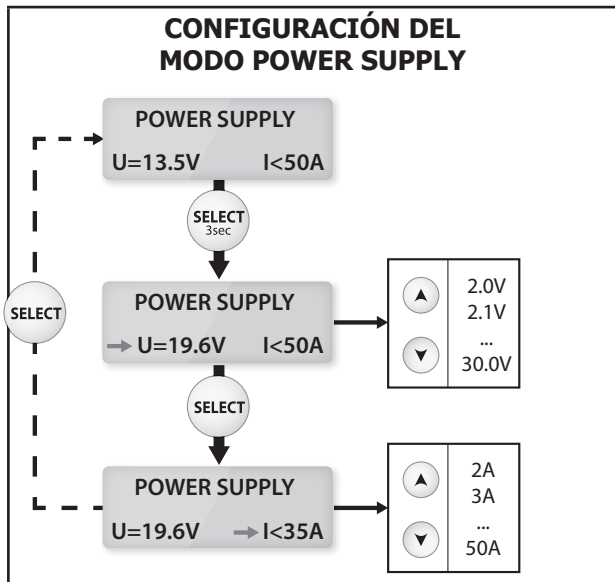 CONFIGURACIÓN DEL
MODO POWER SUPPLY
POWER SUPPLY
U=13.5V I<50A
SELECT
3sec
POWER SUPPLY
U=19.6V I<50A
2.0V
2.1V
...
30.0V
SELECT
SELECT
POWER SUPPLY
U=19.6V I<35A
2A
3A
...
50A